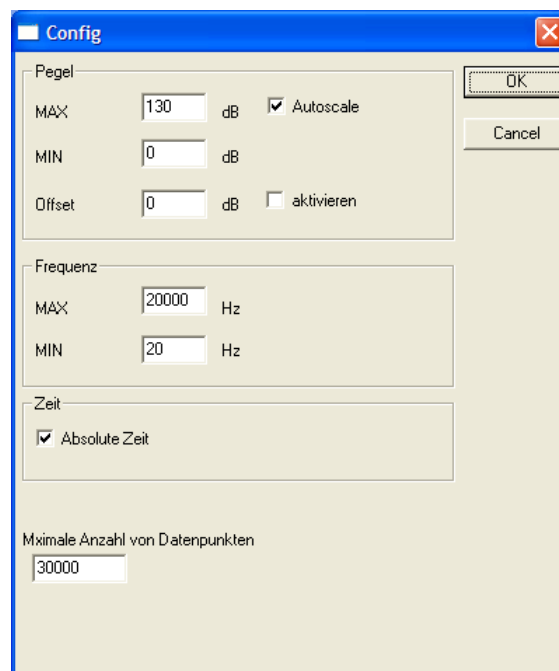 Config
Pegel
MAX 130 dB Autoscale
MIN 0 dB
Offset 0 dB aktivieren
OK
Cancel
Frequenz
MAX 20000 Hz
MIN 20 Hz
Zeit
Absolute Zeit
Mximale Anzahl von Datenpunkten
30000